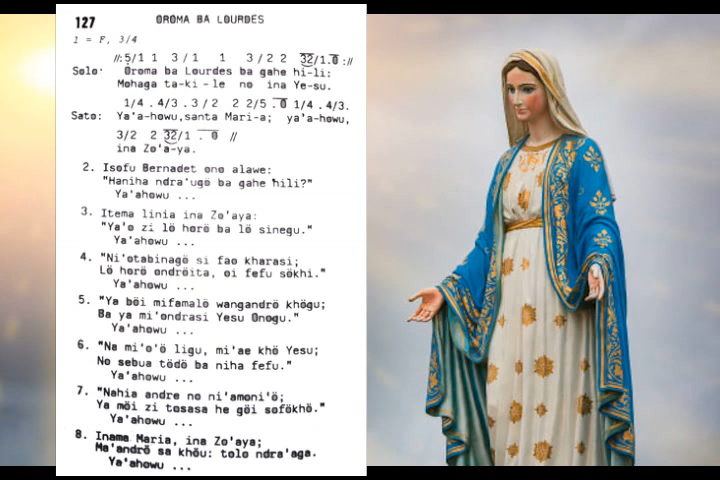 127 OROMA BA LOURDES
1 = F, 3/4
//: 5/1 1 3/1 1 3/2 2 32/1.0 ://
Solo: Oroma ba Lourdes ba gahe hi-li:
Mohaga ta-ki-le no ina Ye-su.
1/4 . 4/3 . 3/2 2 2/5 . 0 1/4 . 4/3.
Sato: Ya'a-howu,santa Mari-a; ya'a-howu,
3/2 2 32/1 . 0 //
ina Zo'a-ya.
2. Isofu Bernadet ono alawe:
"Haniha ndra'ugö ba gahe hili?"
Ya'ahowu ...
3. Itema linia ina Zo'aya:
"Ya'o zi lö horö ba lö sinegu."
Ya'ahowu ...
4. "Ni'otabinagö si fao kharasi;
Lö horö andröita, oi fefu sökhi."
Ya'ahowu ...
5. "Ya böi mifamalö wangandrö khögu;
Ba ya mi'ondrasi Yesu Onogu."
Ya'ahowu ...
6. "Na mi'o'ö ligu, mi'ae khö Yesu;
No sebua tödö ba niha fefu."
Ya'ahowu ...
7. "Nahia andre no ni'amoni'ö;
Ya möi zi tosasa he göi sofökhö."
Ya'ahowu ...
8. Inama Maria, ina Zo'aya;
Ma'andrö sa khöu: tolo ndra'aga.
Ya'ahowu ...